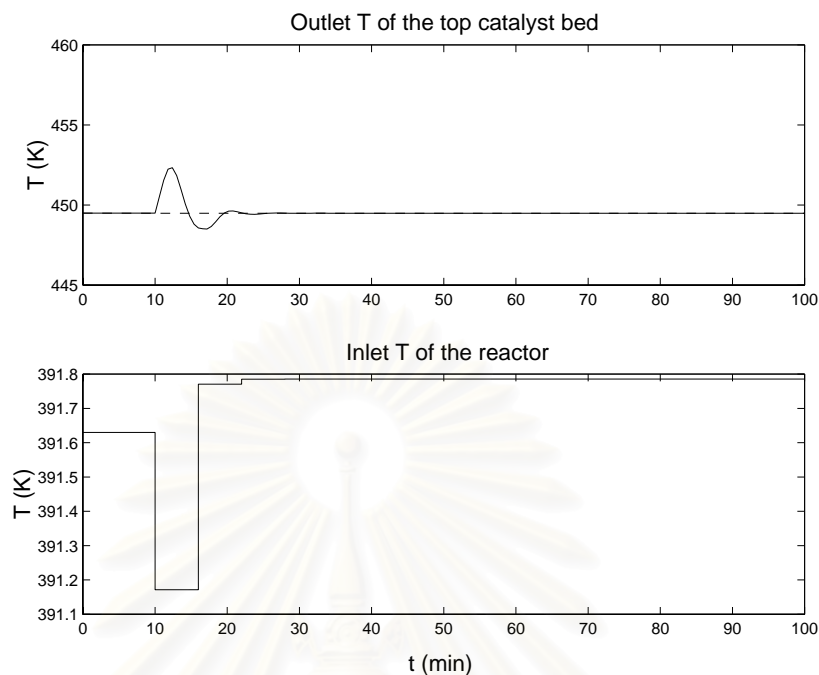 Outlet T of the top catalyst bed
460
455
450
445
T (K)
0 10 20 30 40 50 60 70 80 90 100
Inlet T of the reactor
391.8
391.7
391.6
391.5
391.4
391.3
391.2
391.1
T (K)
0 10 20 30 40 50 60 70 80 90 100
t (min)